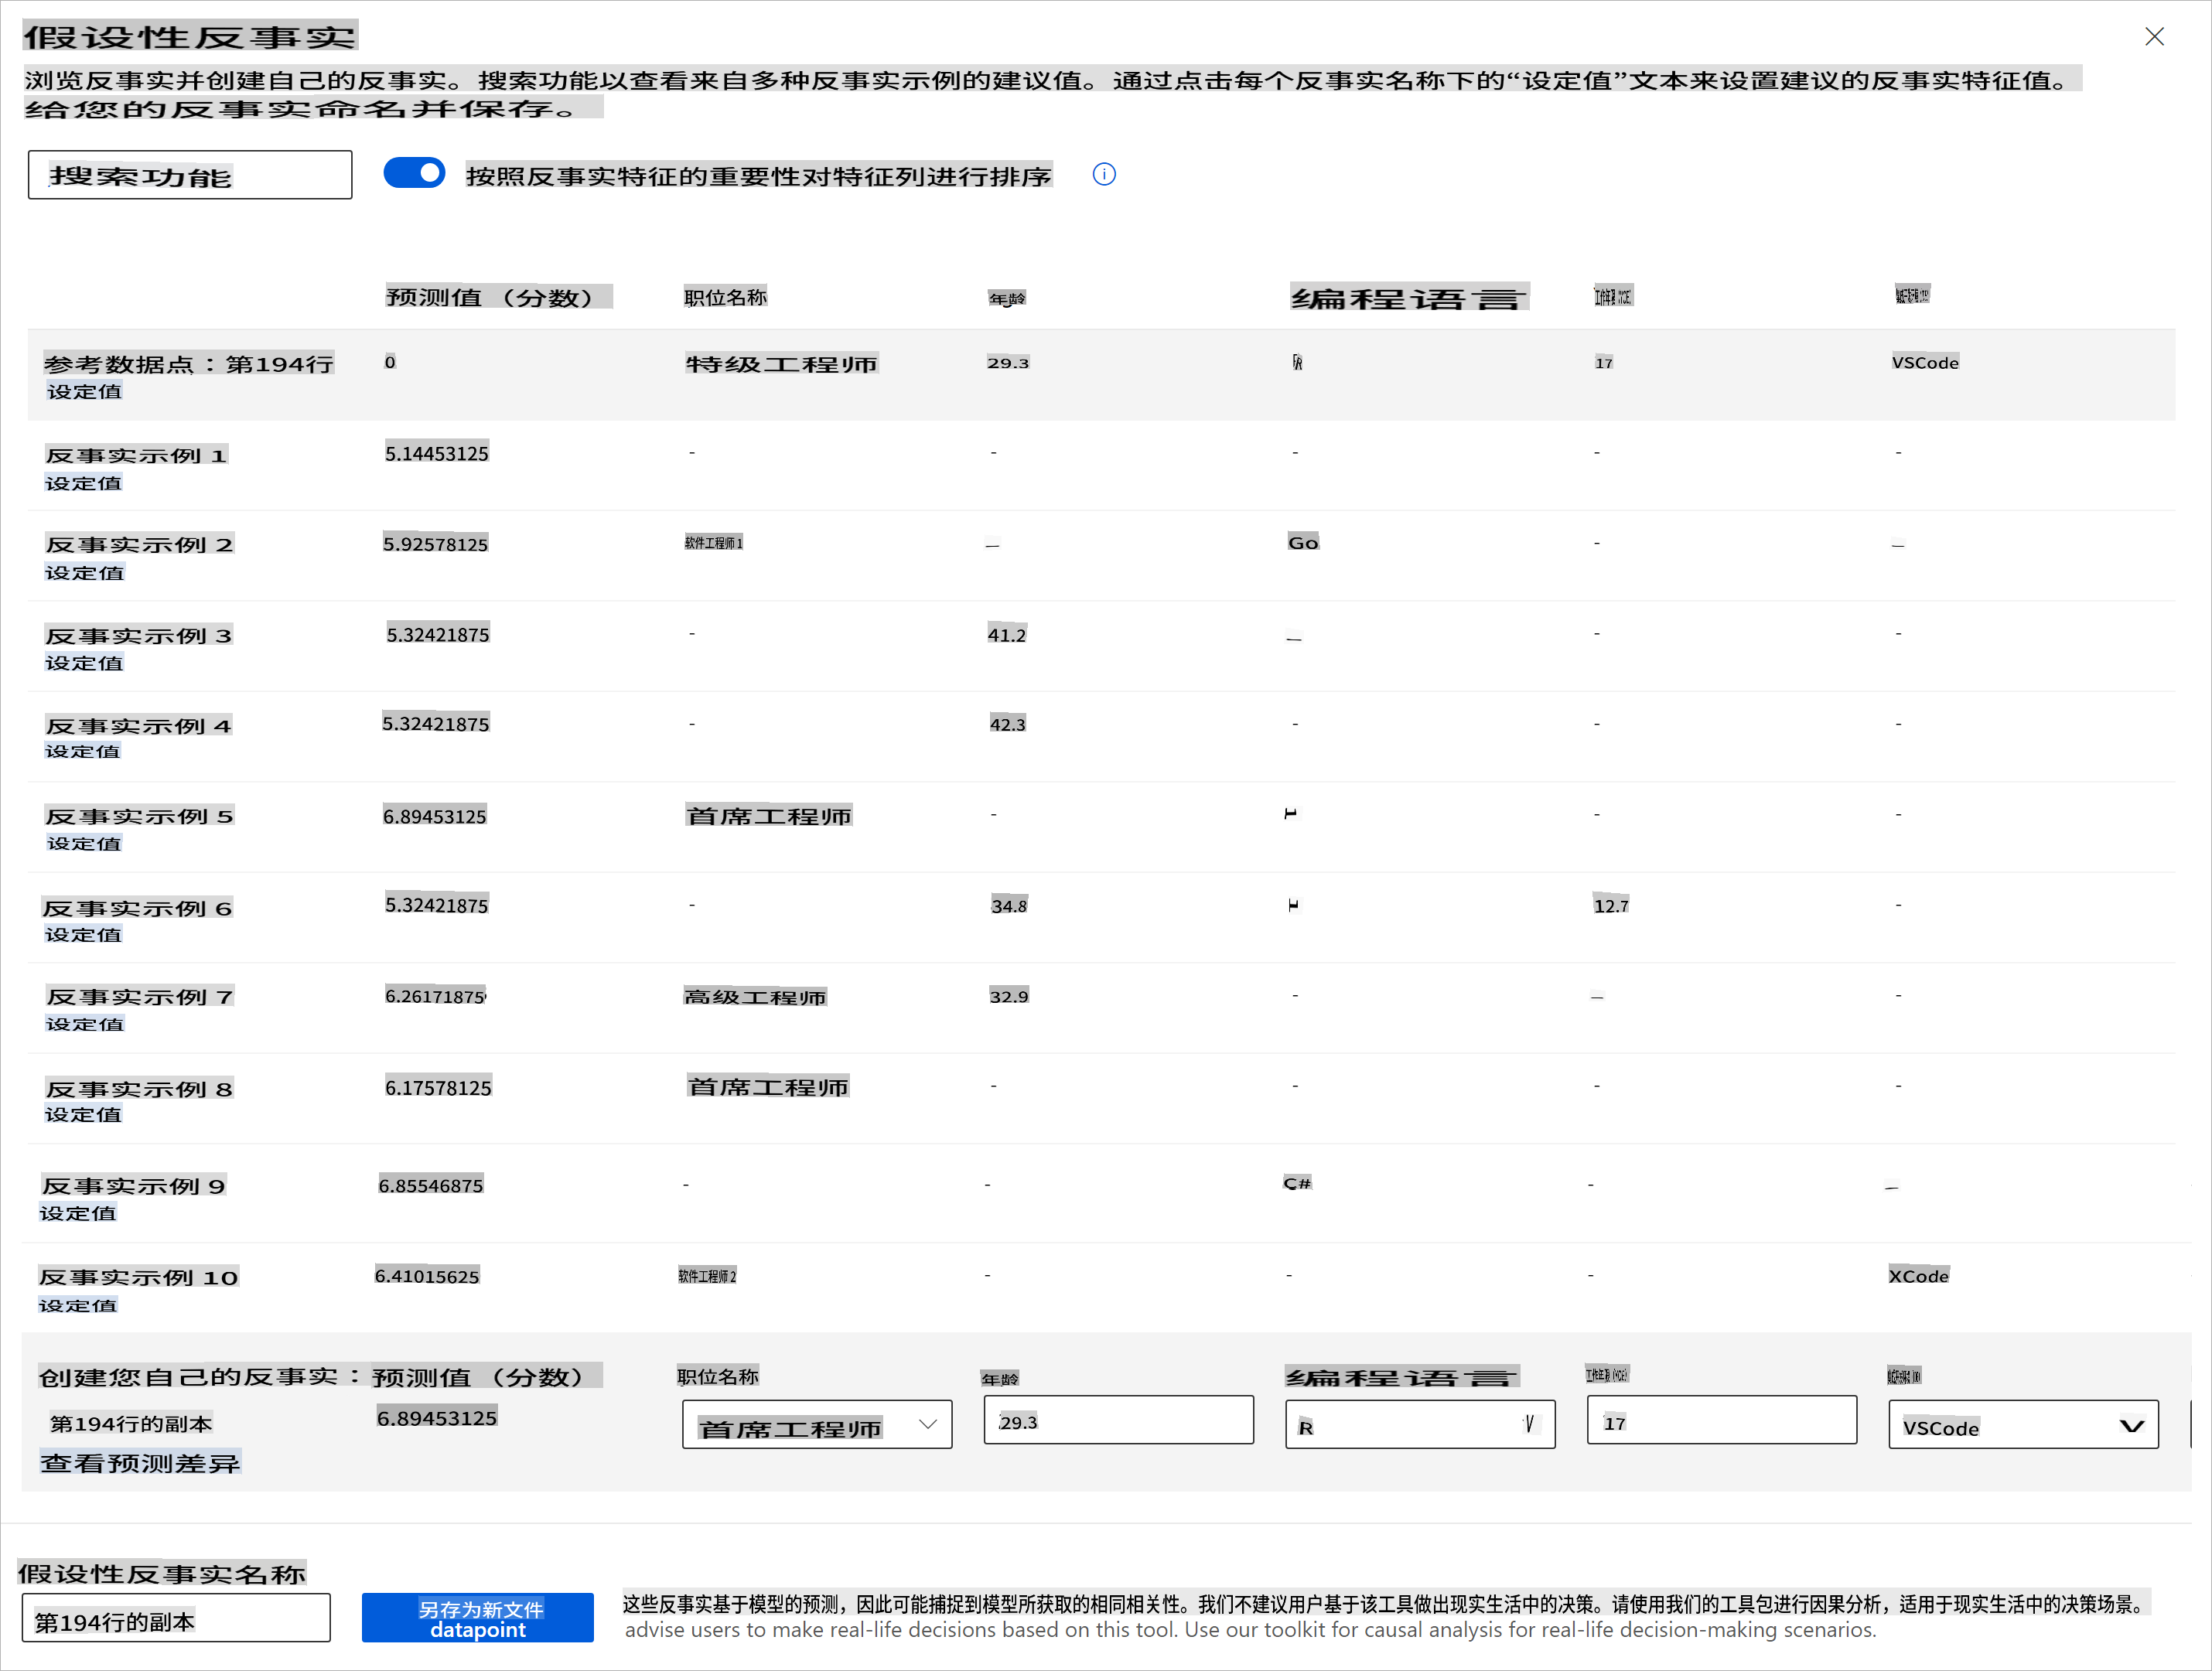 假设性反事实
浏览反事实并创建自己的反事实。搜索功能以查看来自多种反事实示例的建议值。通过点击每个反事实名称下的“设定值”文本来设置建议的反事实特征值。
给您的反事实命名并保存。
搜索功能 按照反事实特征的重要性对特征列进行排序
预测值（分数） 职位名称 年龄 编程语言
参考数据点：第194行 0 特级工程师 29.3 R 17 VSCode
设定值
反事实示例 1 5.14453125 - - - - -
设定值
反事实示例 2 5.92578125 软件工程师 1 - Go - -
设定值
反事实示例 3 5.32421875 - 41.2 - - -
设定值
反事实示例 4 5.32421875 - 42.3 - - -
设定值
反事实示例 5 6.89453125 首席工程师 - - -
设定值
反事实示例 6 5.32421875 - 34.8 12.7 -
设定值
反事实示例 7 6.26171875 高级工程师 32.9 - - -
设定值
反事实示例 8 6.17578125 首席工程师 - - - -
设定值
反事实示例 9 6.85546875 - - C# - -
设定值
反事实示例 10 6.41015625 软件工程师 2 - - - XCode
设定值
创建您自己的反事实： 预测值（分数） 职位名称 年龄 编程语言
第194行的副本 6.89453125 首席工程师 29.3 R 17 VSCode
查看预测差异
假设性反事实名称
第194行的副本
另存为新文件
datapoint
这些反事实基于模型的预测，因此可能捕捉到模型所获取的相同相关性。我们不建议用户基于该工具做出现实生活中的决策。请使用我们的工具包进行因果分析，适用于现实生活中的决策场景。
advise users to make real-life decisions based on this tool. Use our toolkit for causal analysis for real-life decision-making scenarios.